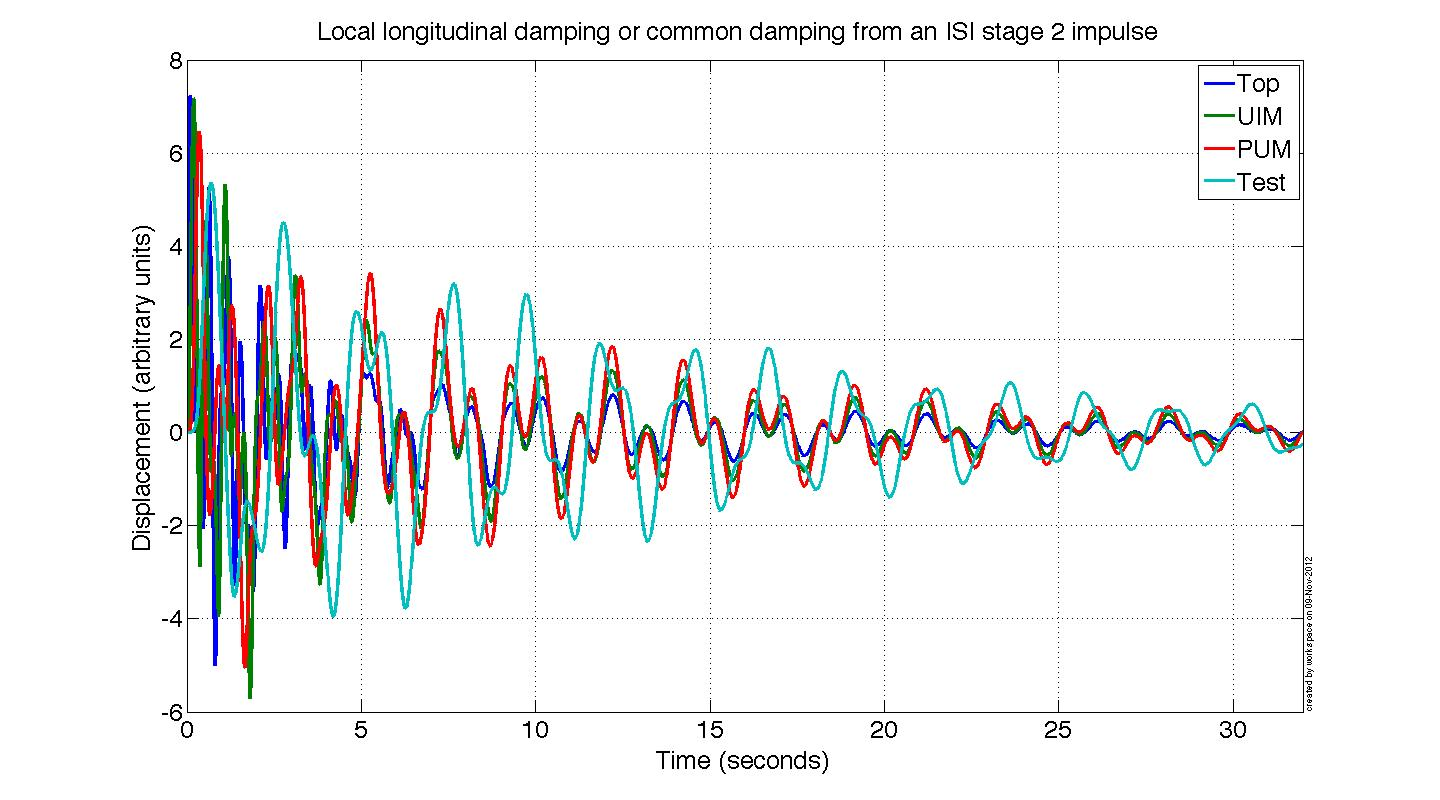 Local longitudinal damping or common damping from an ISI stage 2 impulse
8
6
4
2
0
-2
-4
-6
Displacement (arbitrary units)
Top
UIM
PUM
Test
0
5
10
15
20
25
30
Time (seconds)
created by workspace on 09-Nov-2012